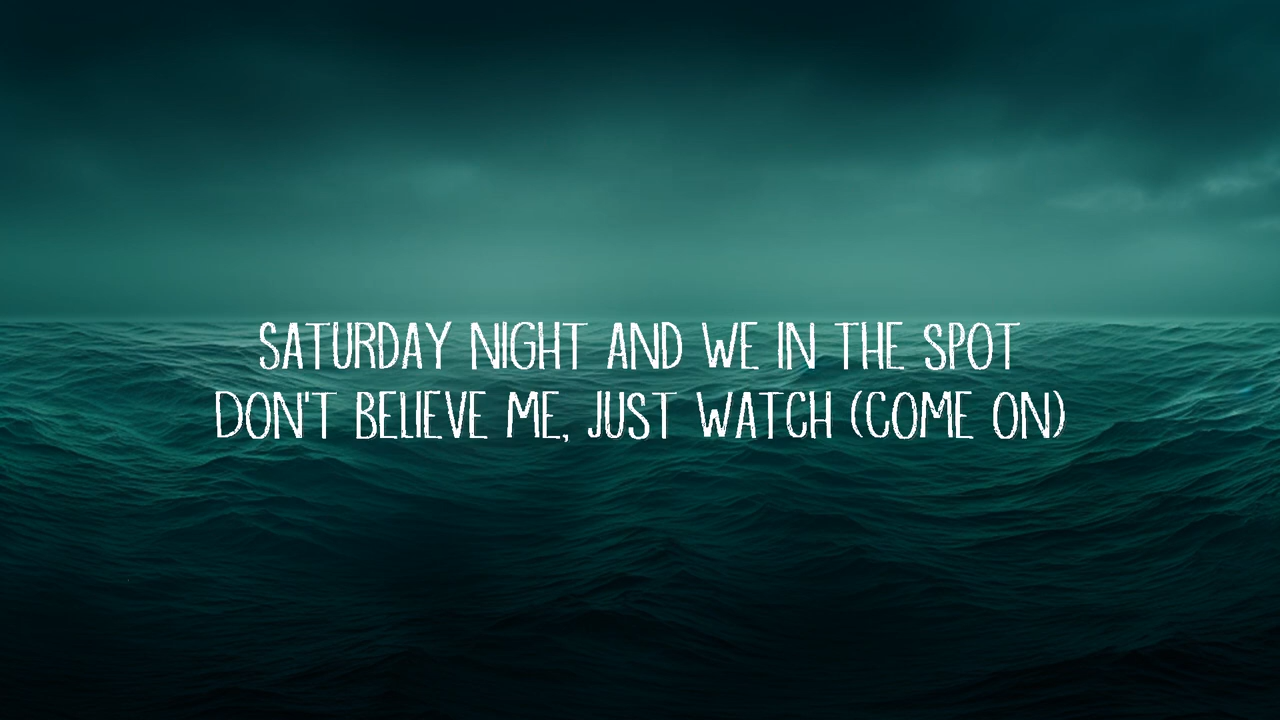 SATURDAY NIGHT AND WE IN THE SPOT
DON'T BELIEVE ME, JUST WATCH (COME ON)